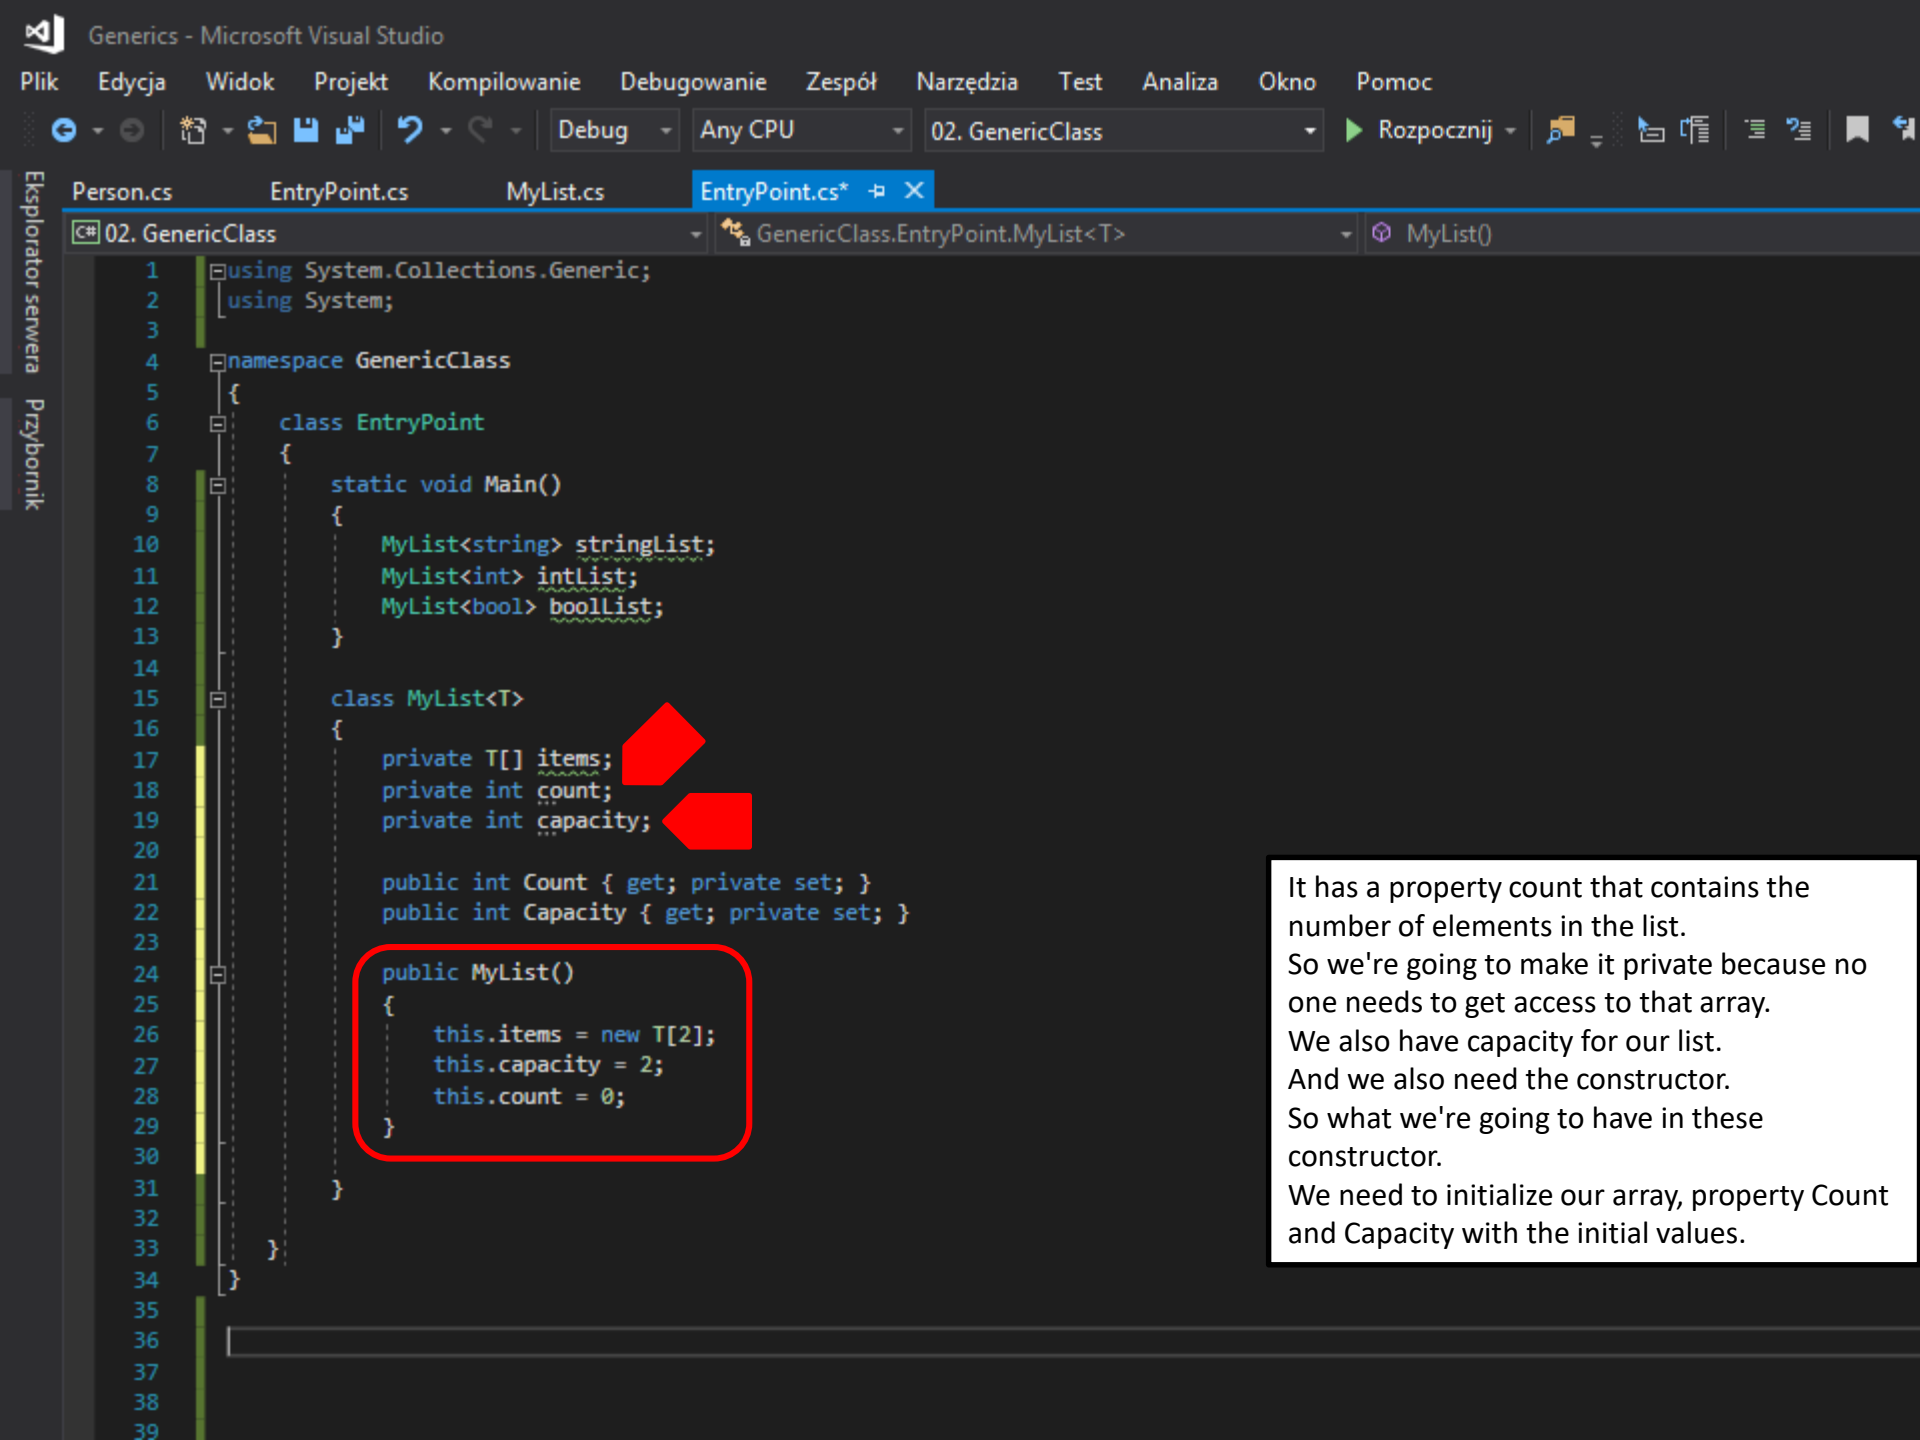 Generics - Microsoft Visual Studio
Plik Edycja Widok Projekt Kompilowanie Debugowanie Zespół Narzędzia Test Analiza Okno Pomoc
Debug Any CPU 02. GenericClass Rozpocznij
Eksplorator serwera
Przybornik
Person.cs EntryPoint.cs MyList.cs EntryPoint.cs*
C# 02. GenericClass GenericClass.EntryPoint.MyList<T> MyList()
1 using System.Collections.Generic;
2 using System;
3
4 namespace GenericClass
5 {
6 class EntryPoint
7 {
8 static void Main()
9 {
10 MyList<string> stringList;
11 MyList<int> intList;
12 MyList<bool> boolList;
13 }
14
15 class MyList<T>
16 {
17 private T[] items;
18 private int count;
19 private int capacity;
20
21 public int Count { get; private set; }
22 public int Capacity { get; private set; }
23
24 public MyList()
25 {
26 this.items = new T[2];
27 this.capacity = 2;
28 this.count = 0;
29 }
30
31 }
32
33 }
34 }
35
36
37
38
39
It has a property count that contains the
number of elements in the list.
So we're going to make it private because no
one needs to get access to that array.
We also have capacity for our list.
And we also need the constructor.
So what we're going to have in these
constructor.
We need to initialize our array, property Count
and Capacity with the initial values.